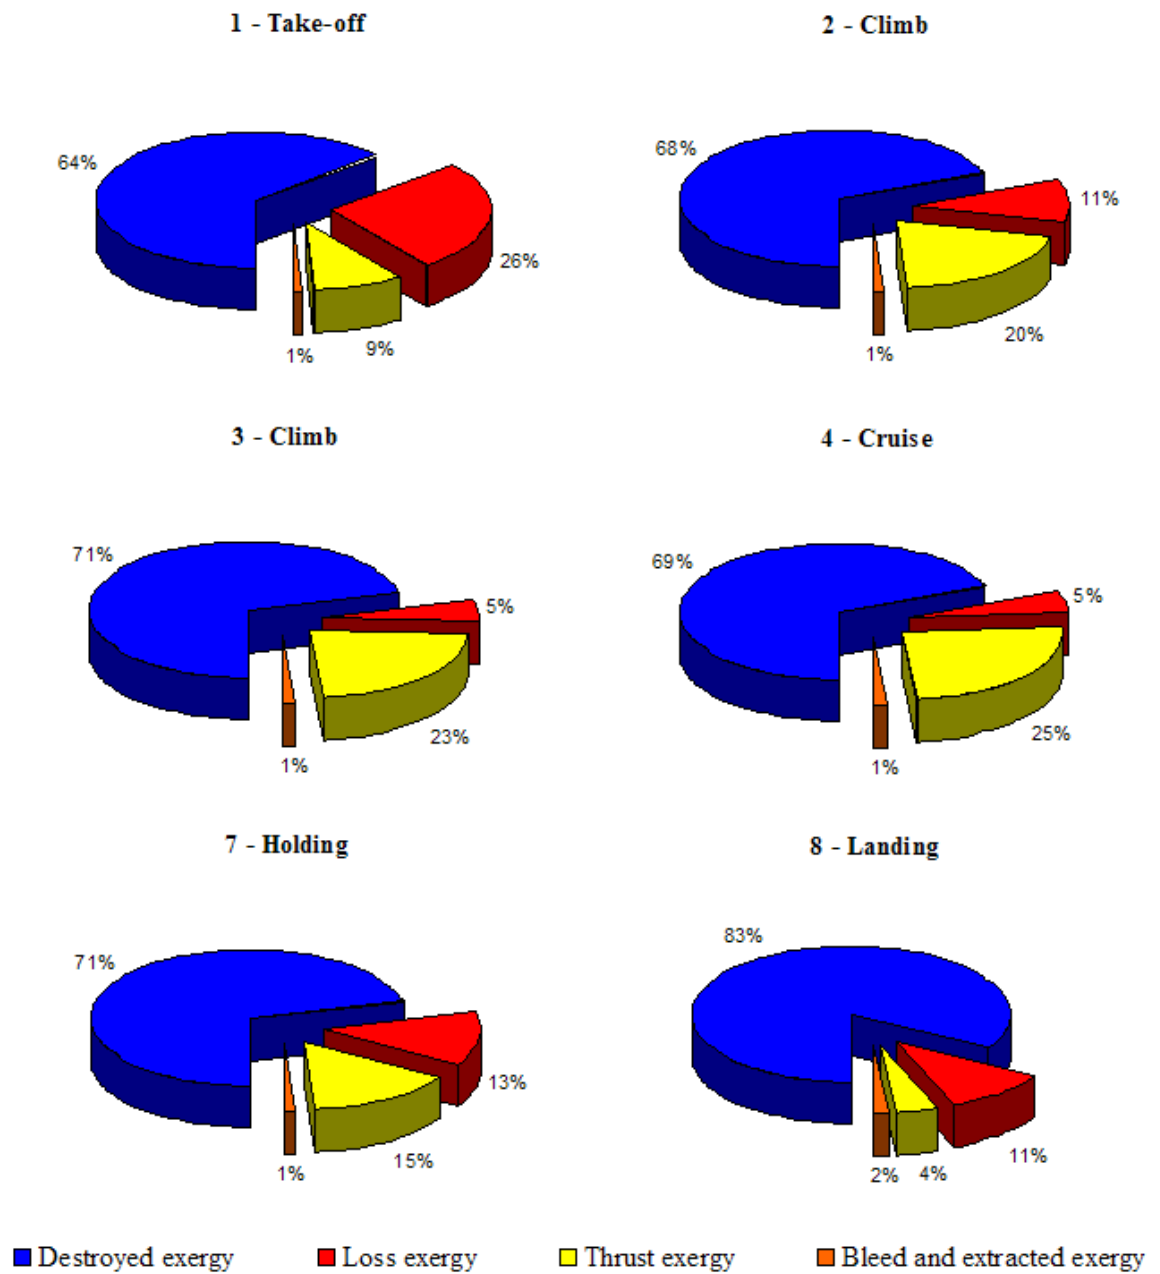 1 - Take-off
2 - Climb
64%
26%
1%
9%
68%
11%
1%
20%
3 - Climb
4 - Cruise
71%
5%
1%
23%
69%
5%
1%
25%
7 - Holding
8 - Landing
71%
13%
1%
15%
83%
11%
2%
4%
Destroyed exergy
Loss exergy
Thrust exergy
Bleed and extracted exergy